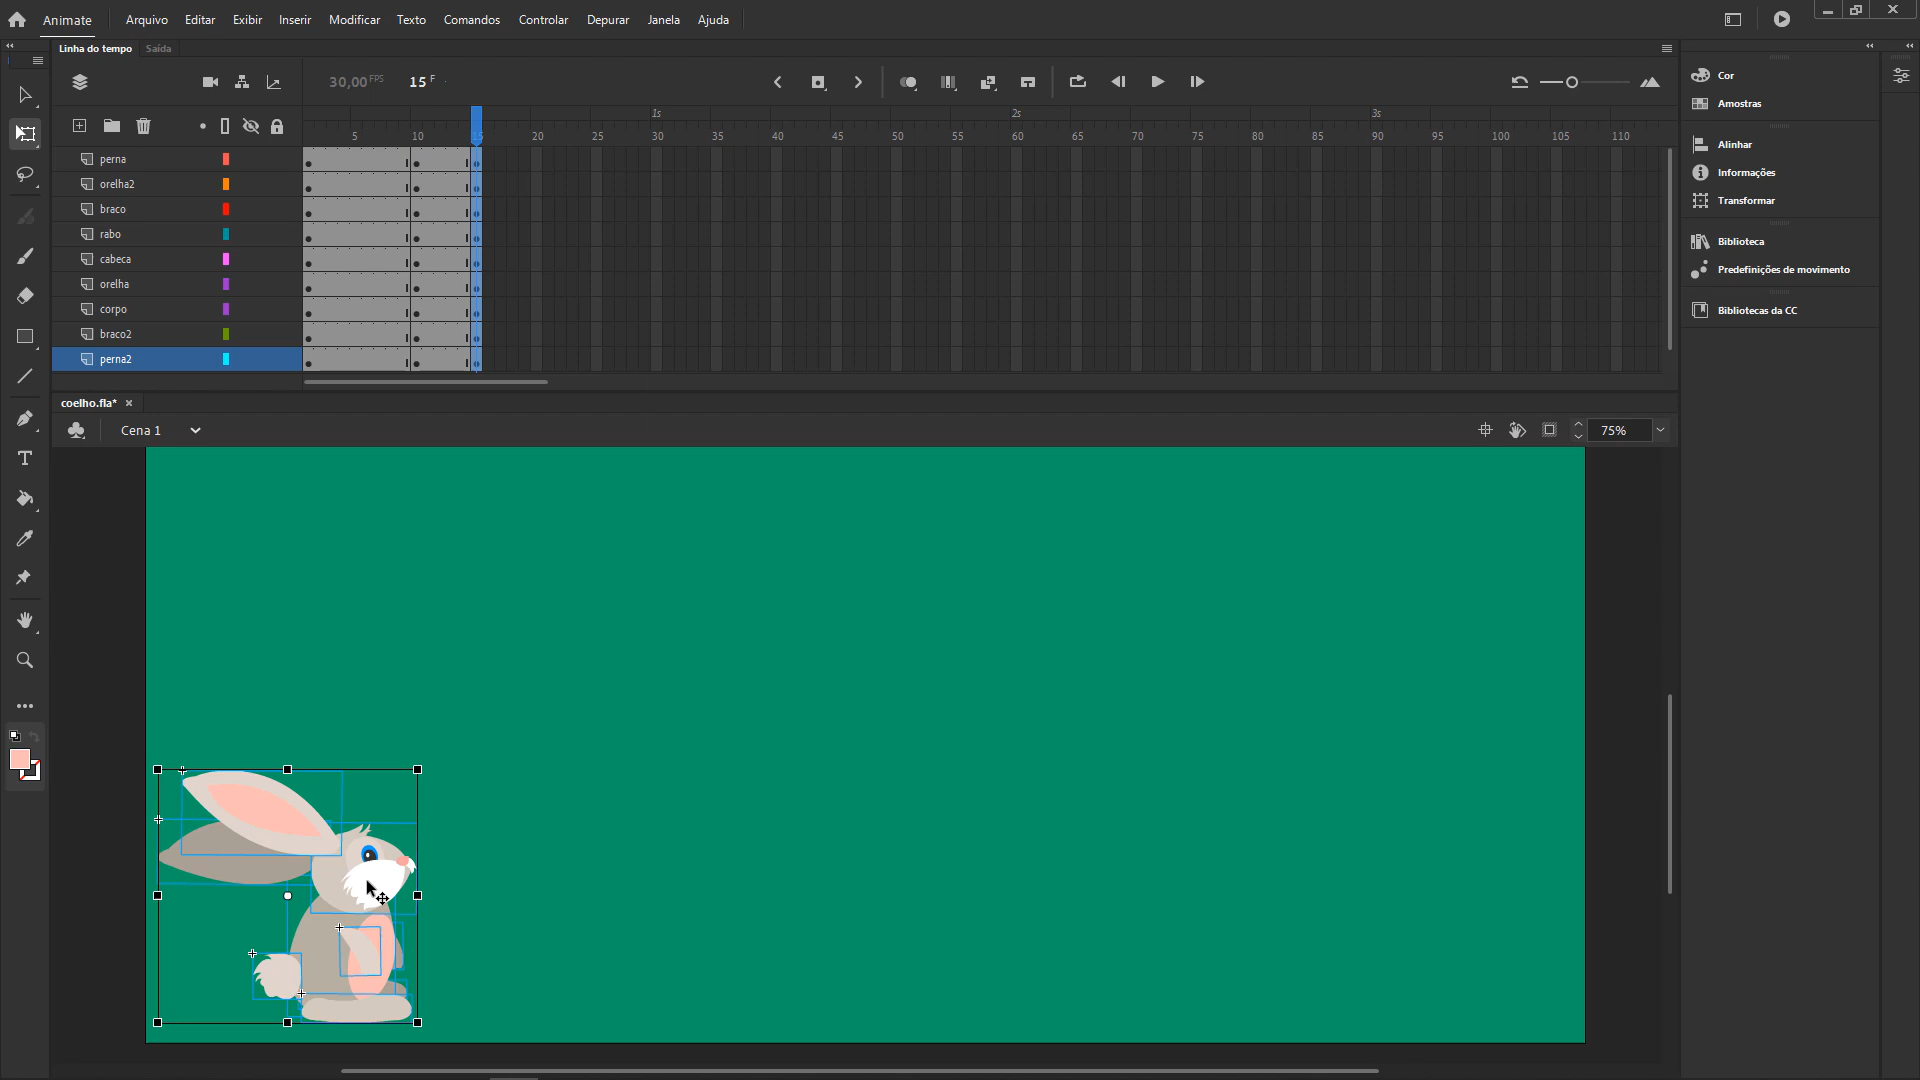 Animate Arquivo Editar Exibir Inserir Modificar Texto Comandos Controlar Depurar Janela Ajuda
Linha do tempo Saída
30,00 FPS 15 F
1s 2s 3s
5 10 15 20 25 30 35 40 45 50 55 60 65 70 75 80 85 90 95 100 105 110
perna
orelha2
braco
rabo
cabeca
orelha
corpo
braco2
perna2
coelho.fla*
Cena 1
75%
Cor
Amostras
Alinhar
Informações
Transformar
Biblioteca
Predefinições de movimento
Bibliotecas da CC